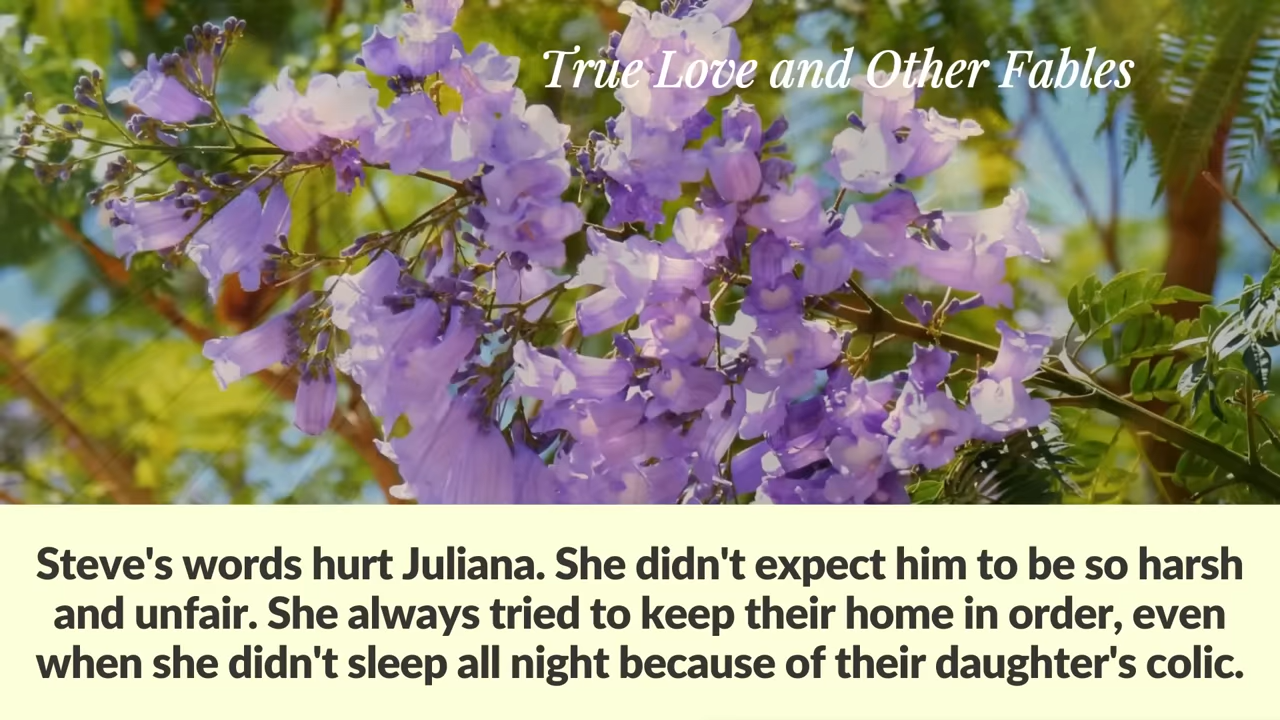 True Love and Other Fables
Steve's words hurt Juliana. She didn't expect him to be so harsh
and unfair. She always tried to keep their home in order, even
when she didn't sleep all night because of their daughter's colic.